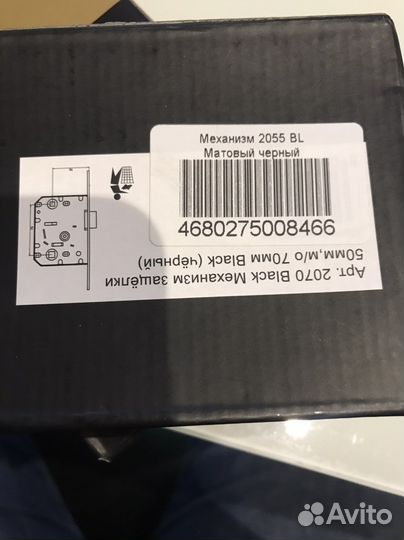 Механизм 2055 BL
Матовый черный
4680275008466
Арт. 2070 Black Механизм защёлки
50мм,м/о 70мм Black (чёрный)
Avito